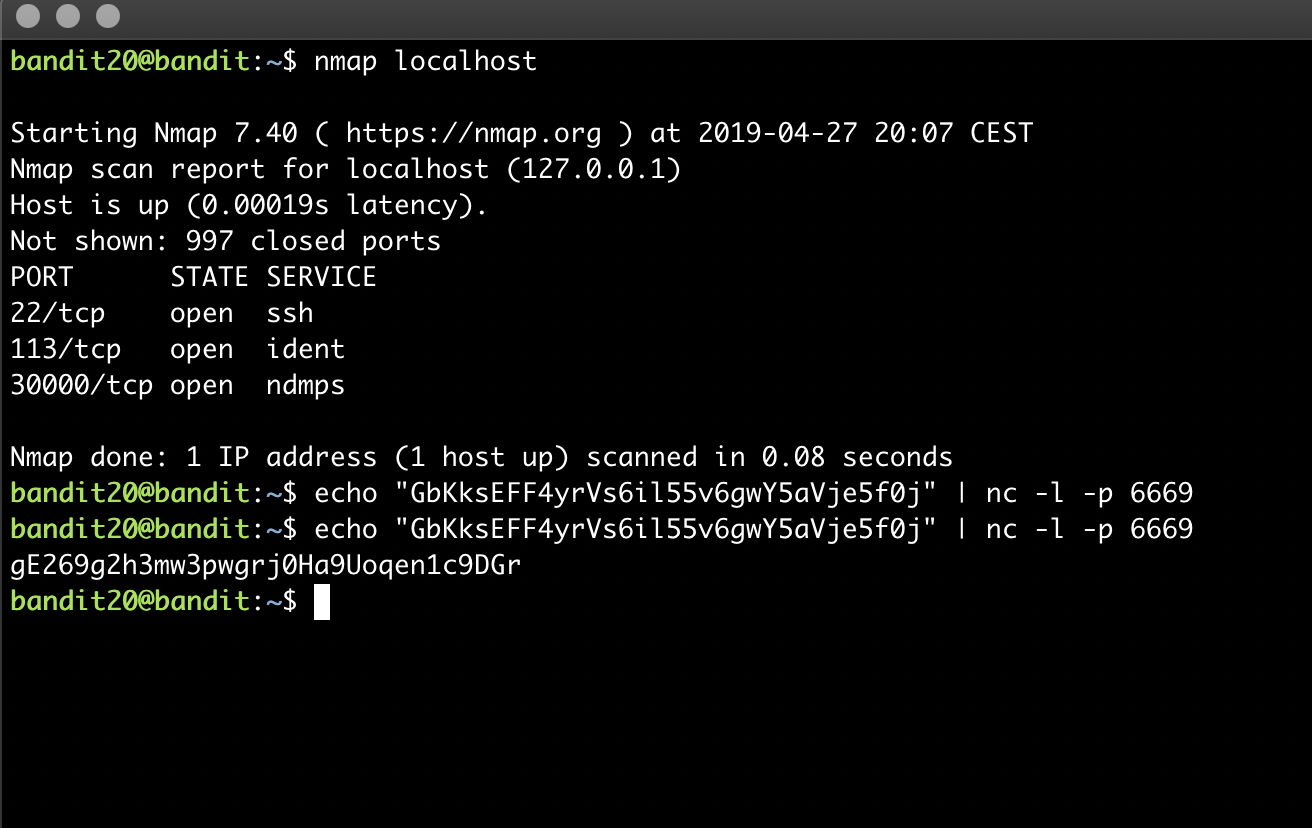 bandit20@bandit:~$ nmap localhost
Starting Nmap 7.40 ( https://nmap.org ) at 2019-04-27 20:07 CEST
Nmap scan report for localhost (127.0.0.1)
Host is up (0.00019s latency).
Not shown: 997 closed ports
PORT      STATE SERVICE
22/tcp    open  ssh
113/tcp   open  ident
30000/tcp open  ndmps
Nmap done: 1 IP address (1 host up) scanned in 0.08 seconds
bandit20@bandit:~$ echo "GbKksEFF4yrVs6il55v6gwY5aVje5f0j" | nc -l -p 6669
bandit20@bandit:~$ echo "GbKksEFF4yrVs6il55v6gwY5aVje5f0j" | nc -l -p 6669
gE269g2h3mw3pwgrj0Ha9Uoqen1c9DGr
bandit20@bandit:~$